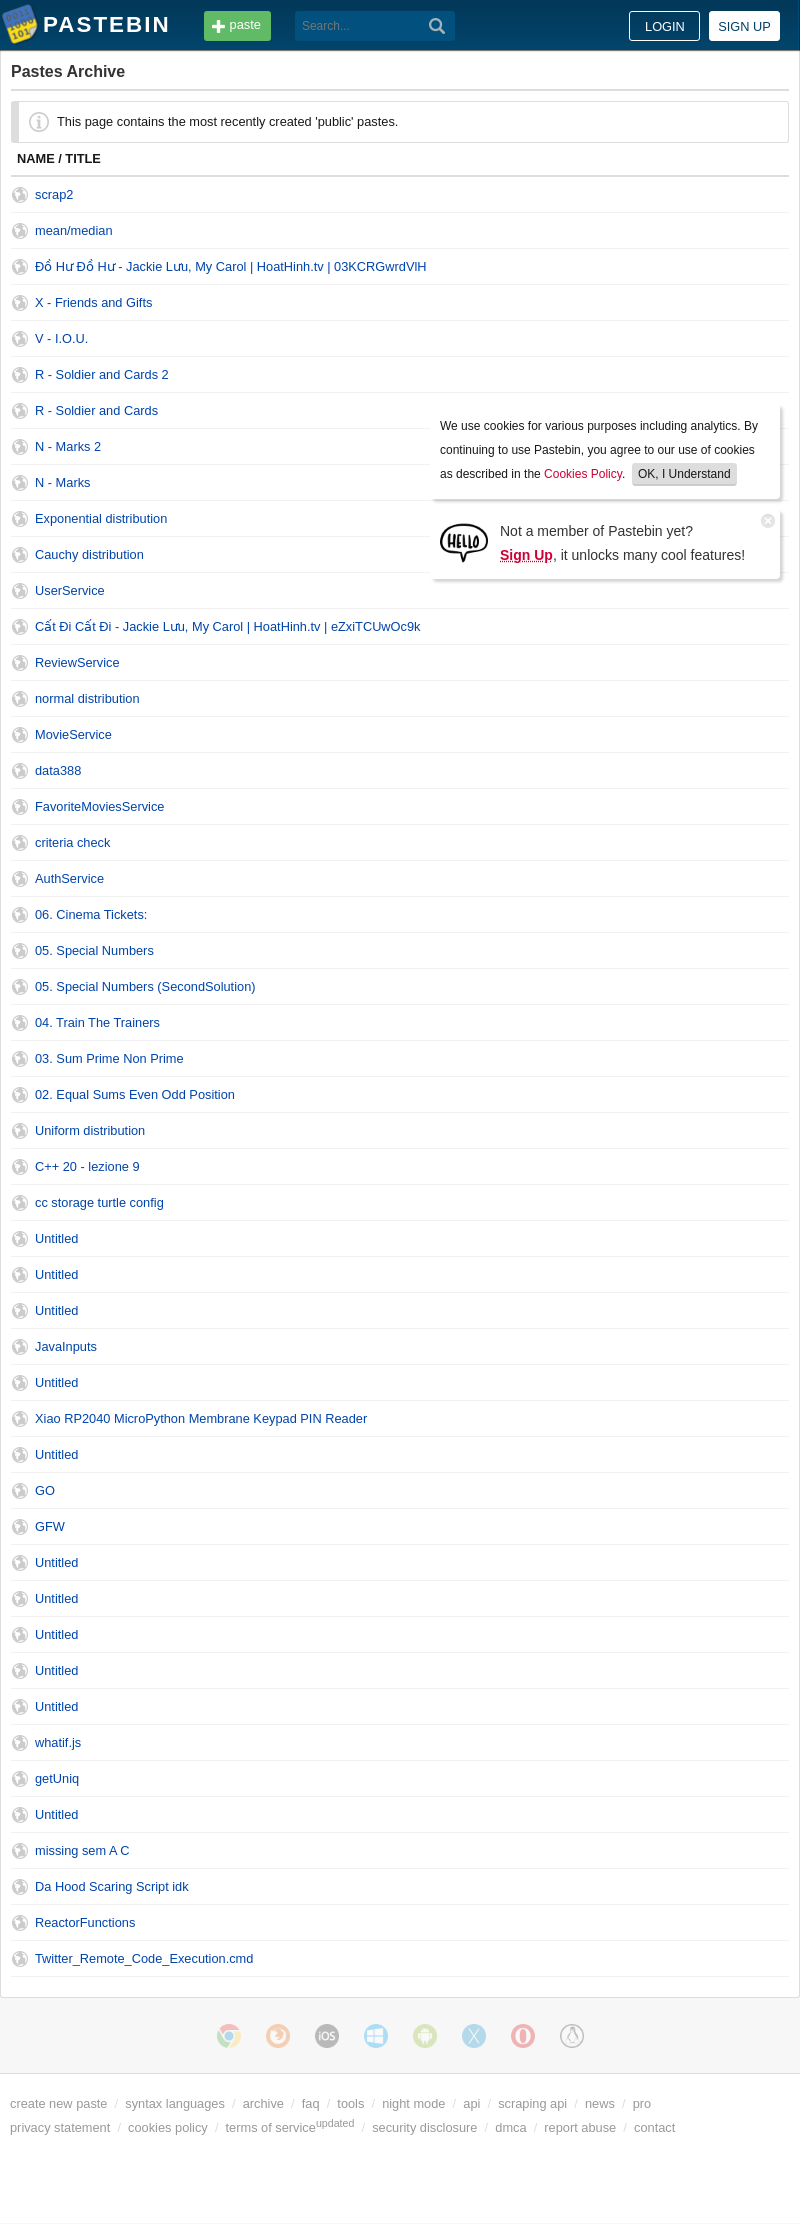 PASTEBIN
paste
Search...
LOGIN
SIGN UP
Pastes Archive
This page contains the most recently created 'public' pastes.
NAME / TITLE
scrap2
mean/median
Đồ Hư Đồ Hư - Jackie Lưu, My Carol | HoatHinh.tv | 03KCRGwrdVlH
X - Friends and Gifts
V - I.O.U.
R - Soldier and Cards 2
R - Soldier and Cards
N - Marks 2
N - Marks
Exponential distribution
Cauchy distribution
We use cookies for various purposes including analytics. By
continuing to use Pastebin, you agree to our use of cookies
as described in the Cookies Policy. OK, I Understand
HELLO
Not a member of Pastebin yet?
Sign Up, it unlocks many cool features!
UserService
Cất Đi Cất Đi - Jackie Lưu, My Carol | HoatHinh.tv | eZxiTCUwOc9k
ReviewService
normal distribution
MovieService
data388
FavoriteMoviesService
criteria check
AuthService
06. Cinema Tickets:
05. Special Numbers
05. Special Numbers (SecondSolution)
04. Train The Trainers
03. Sum Prime Non Prime
02. Equal Sums Even Odd Position
Uniform distribution
C++ 20 - lezione 9
cc storage turtle config
Untitled
Untitled
Untitled
JavaInputs
Untitled
Xiao RP2040 MicroPython Membrane Keypad PIN Reader
Untitled
GO
GFW
Untitled
Untitled
Untitled
Untitled
Untitled
whatif.js
getUniq
Untitled
missing sem A C
Da Hood Scaring Script idk
ReactorFunctions
Twitter_Remote_Code_Execution.cmd
iOS
create new paste / syntax languages / archive / faq / tools / night mode / api / scraping api / news / pro
privacy statement / cookies policy / terms of service updated / security disclosure / dmca / report abuse / contact